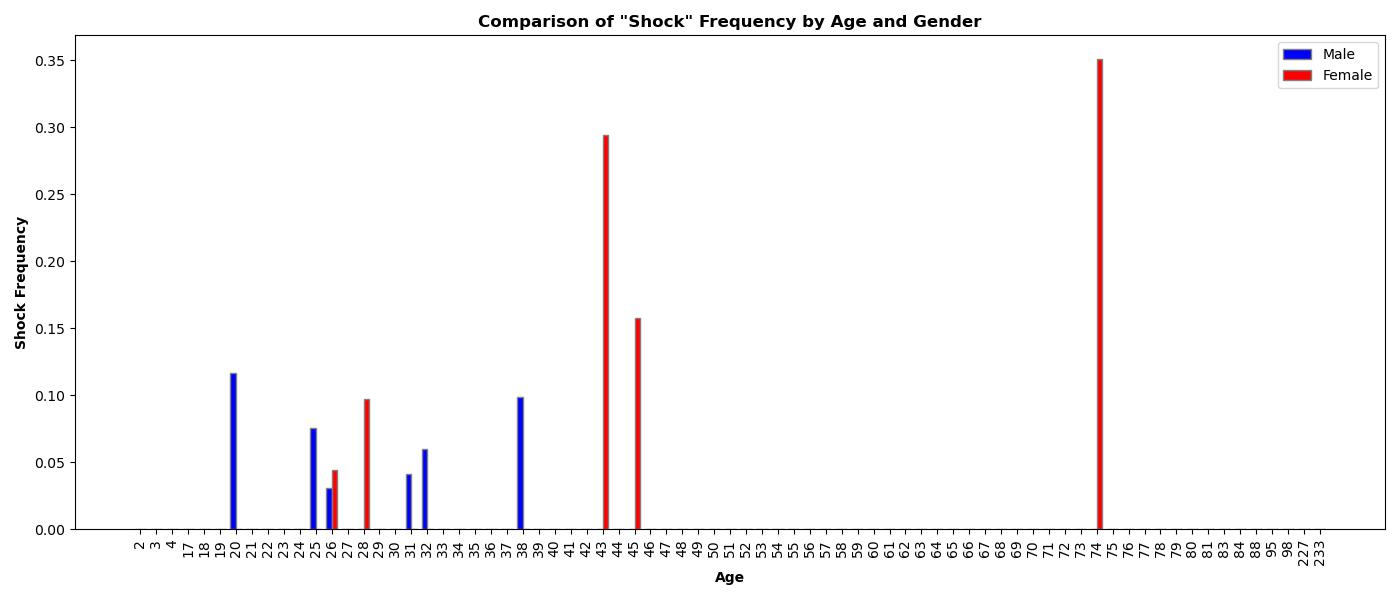 Comparison of "Shock" Frequency by Age and Gender
Male
Female
Shock Frequency
0.35
0.30
0.25
0.20
0.15
0.10
0.05
0.00
2 3 4 17 18 19 20 21 22 23 24 25 26 27 28 29 30 31 32 33 34 35 36 37 38 39 40 41 42 43 44 45 46 47 48 49 50 51 52 53 54 55 56 57 58 59 60 61 62 63 64 65 66 67 68 69 70 71 72 73 74 75 76 77 78 79 80 81 83 84 88 95 98 227 233
Age